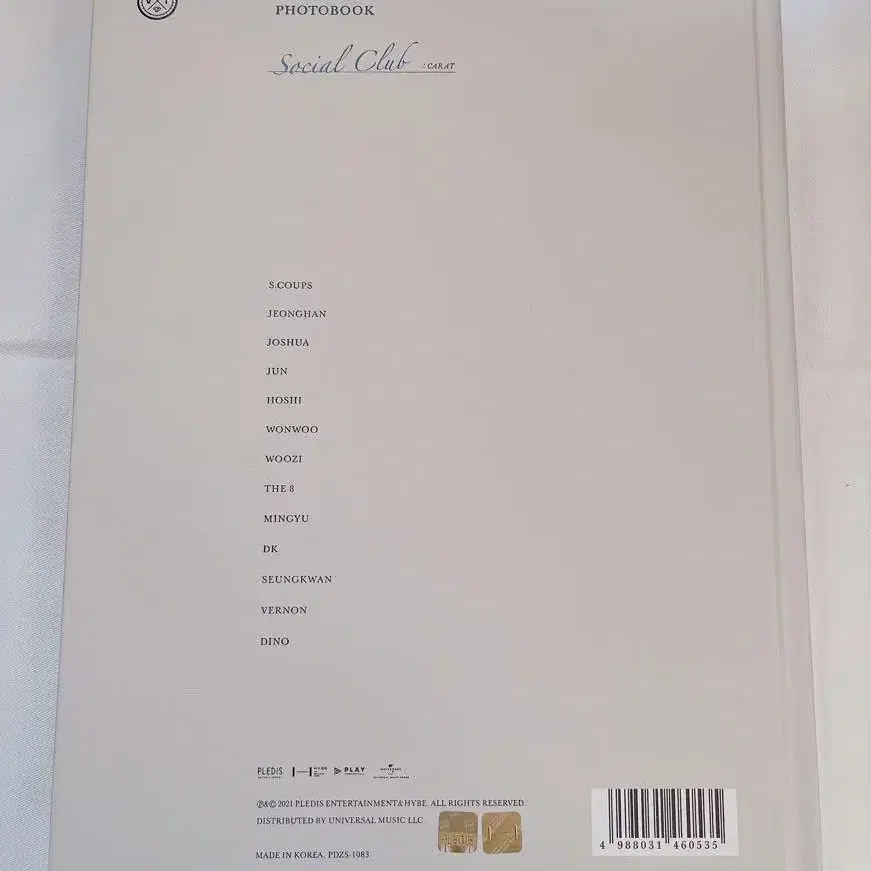 PHOTOBOOK
Social Club : CARAT
S.COUPS
JEONGHAN
JOSHUA
JUN
HOSHI
WONWOO
WOOZI
THE 8
MINGYU
DK
SEUNGKWAN
VERNON
DINO
PLEDIS PLAY
℗&© 2021 PLEDIS ENTERTAINMENT & HYBE. ALL RIGHTS RESERVED.
DISTRIBUTED BY UNIVERSAL MUSIC LLC
PLEDIS
MADE IN KOREA. PDZS-1083
4 988031 460535